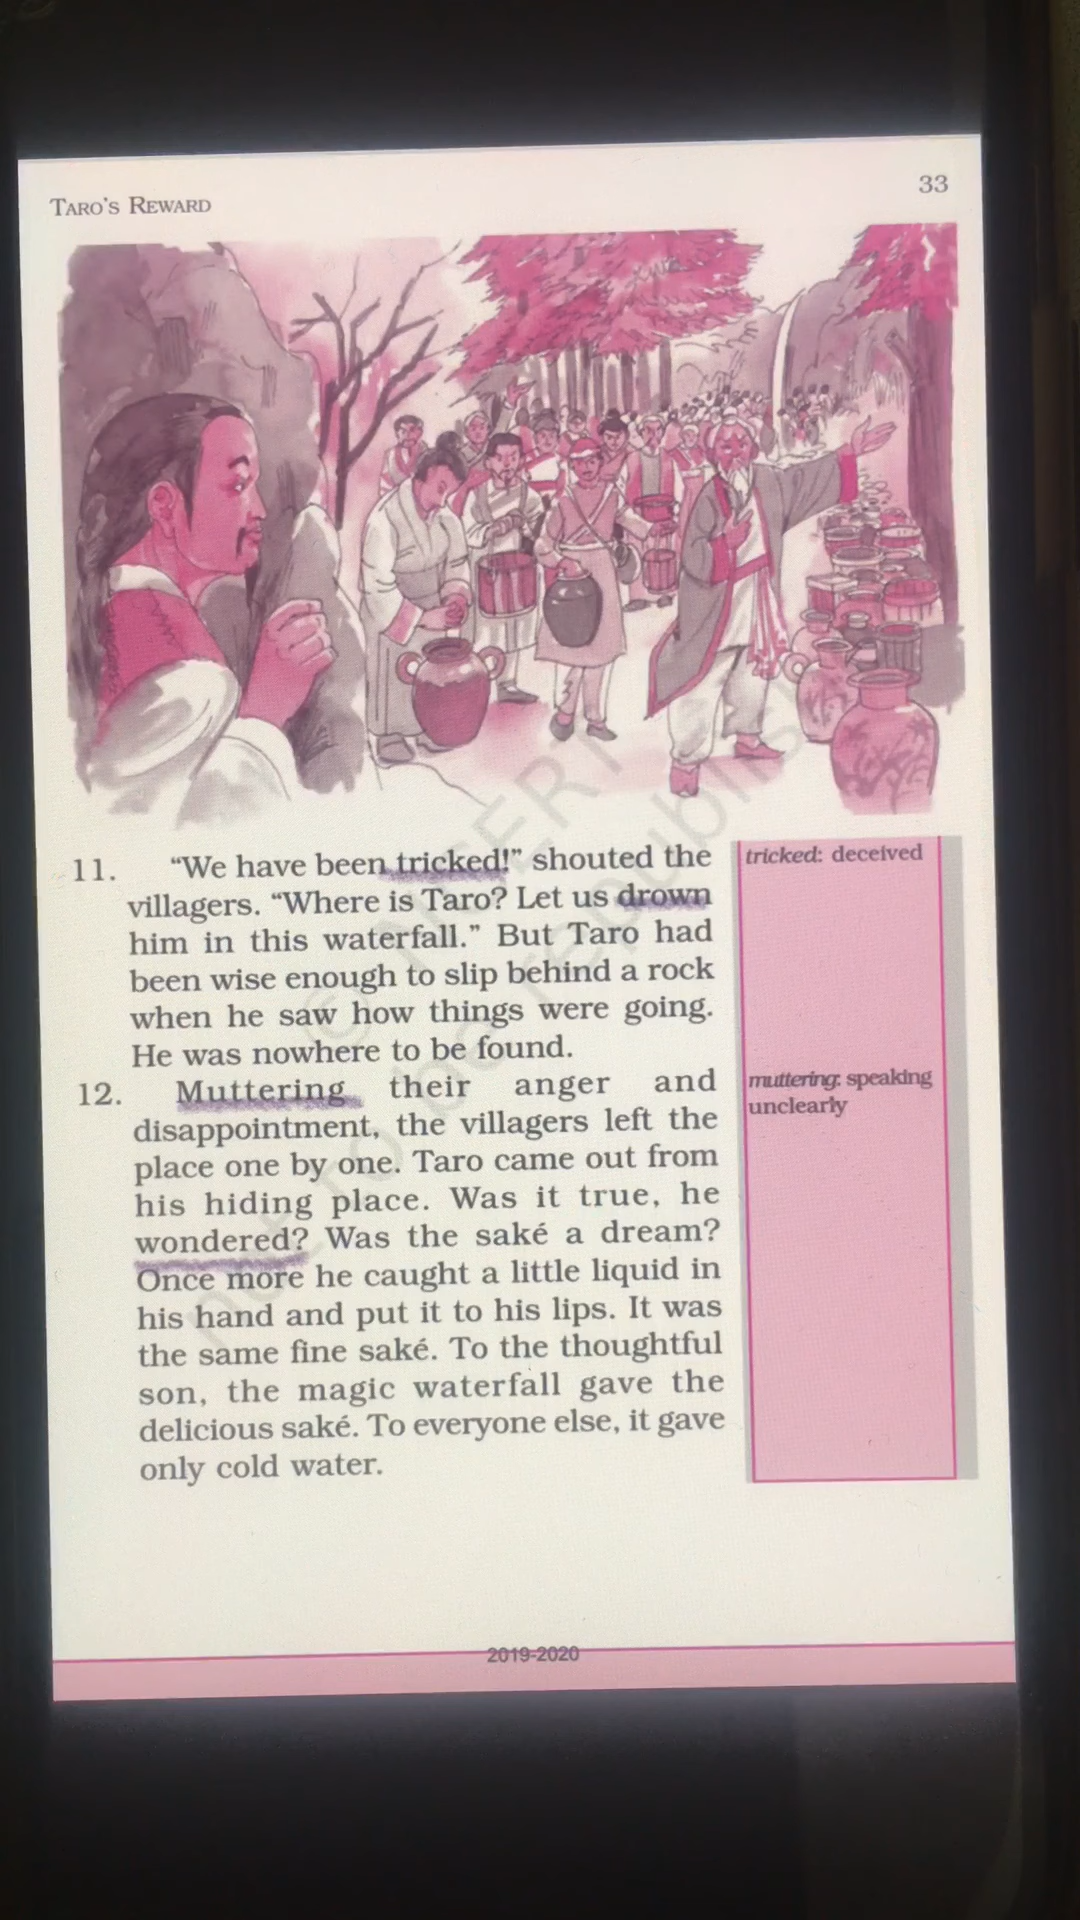 TARO'S REWARD
33
11. “We have been tricked!” shouted the
villagers. “Where is Taro? Let us drown
him in this waterfall.” But Taro had
been wise enough to slip behind a rock
when he saw how things were going.
He was nowhere to be found.
tricked: deceived
12. Muttering their anger and
disappointment, the villagers left the
place one by one. Taro came out from
his hiding place. Was it true, he
wondered? Was the saké a dream?
Once more he caught a little liquid in
his hand and put it to his lips. It was
the same fine saké. To the thoughtful
son, the magic waterfall gave the
delicious saké. To everyone else, it gave
only cold water.
muttering: speaking
unclearly
© NCERT
not to be republished
2019-2020